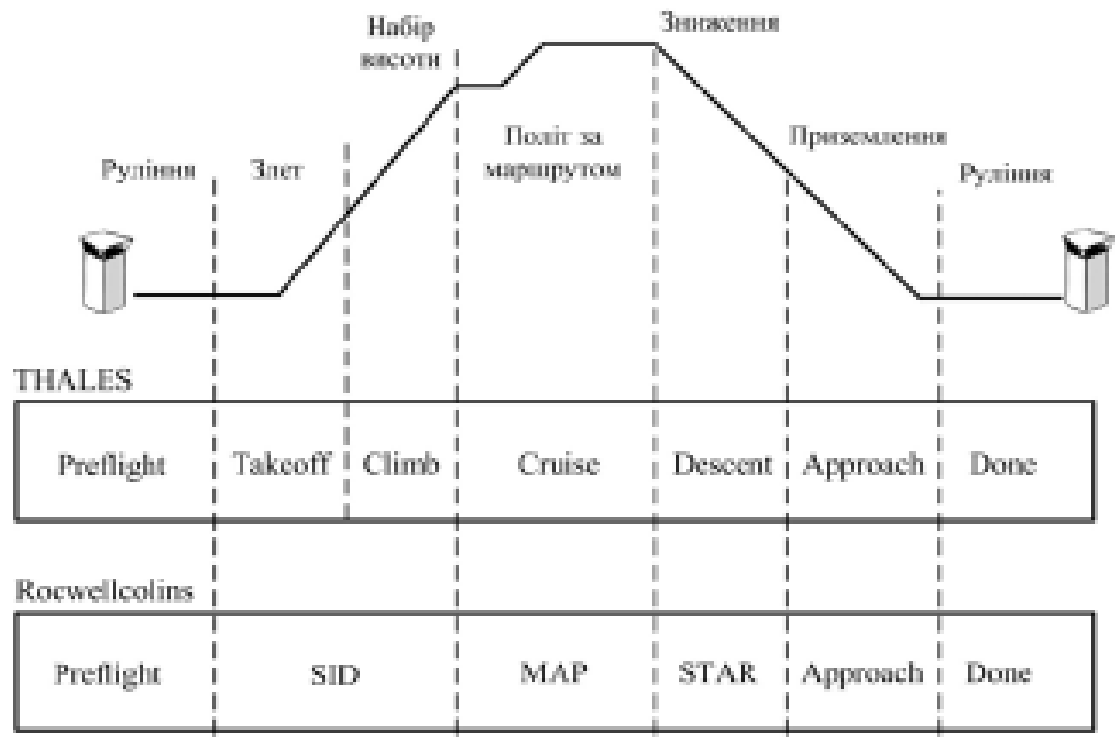 Набір
висоти
Зниження
Політ за
маршрутом
Приземлення
Руління
Злет
Руління
THALES
Preflight
Takeoff
Climb
Cruise
Descent
Approach
Done
Rocwellcolins
Preflight
SID
MAP
STAR
Approach
Done